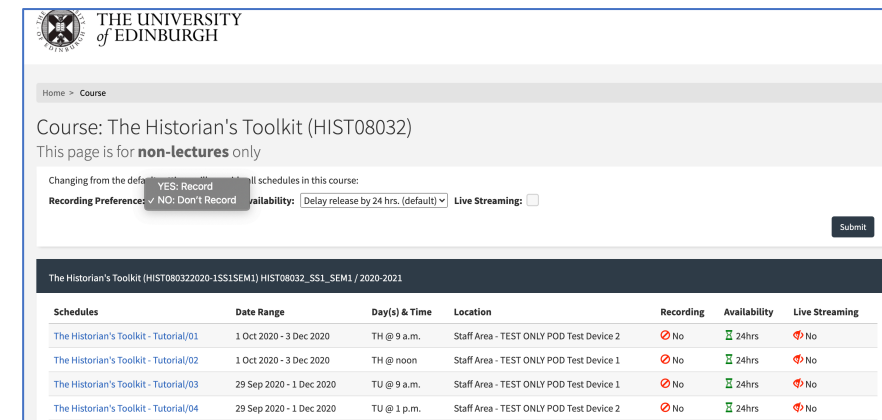 THE UNIVERSITY
of EDINBURGH
Home > Course
Course: The Historian's Toolkit (HIST08032)
This page is for non-lectures only
Changing from the all schedules in this course:
YES: Record
Recording Preference: ✓ NO: Don't Record Delay release by 24 hrs. (default) Live Streaming:
Submit
The Historian's Toolkit (HIST080322020-1SS1SEM1) HIST08032_SS1_SEM1 / 2020-2021
Schedules Date Range Day(s) & Time Location Recording Availability Live Streaming
The Historian's Toolkit - Tutorial/01 1 Oct 2020 - 3 Dec 2020 TH @ 9 a.m. Staff Area - TEST ONLY POD Test Device 2 No 24hrs No
The Historian's Toolkit - Tutorial/02 1 Oct 2020 - 3 Dec 2020 TH @ noon Staff Area - TEST ONLY POD Test Device 1 No 24hrs No
The Historian's Toolkit - Tutorial/03 29 Sep 2020 - 1 Dec 2020 TU @ 9 a.m. Staff Area - TEST ONLY POD Test Device 1 No 24hrs No
The Historian's Toolkit - Tutorial/04 29 Sep 2020 - 1 Dec 2020 TU @ 1 p.m. Staff Area - TEST ONLY POD Test Device 2 No 24hrs No